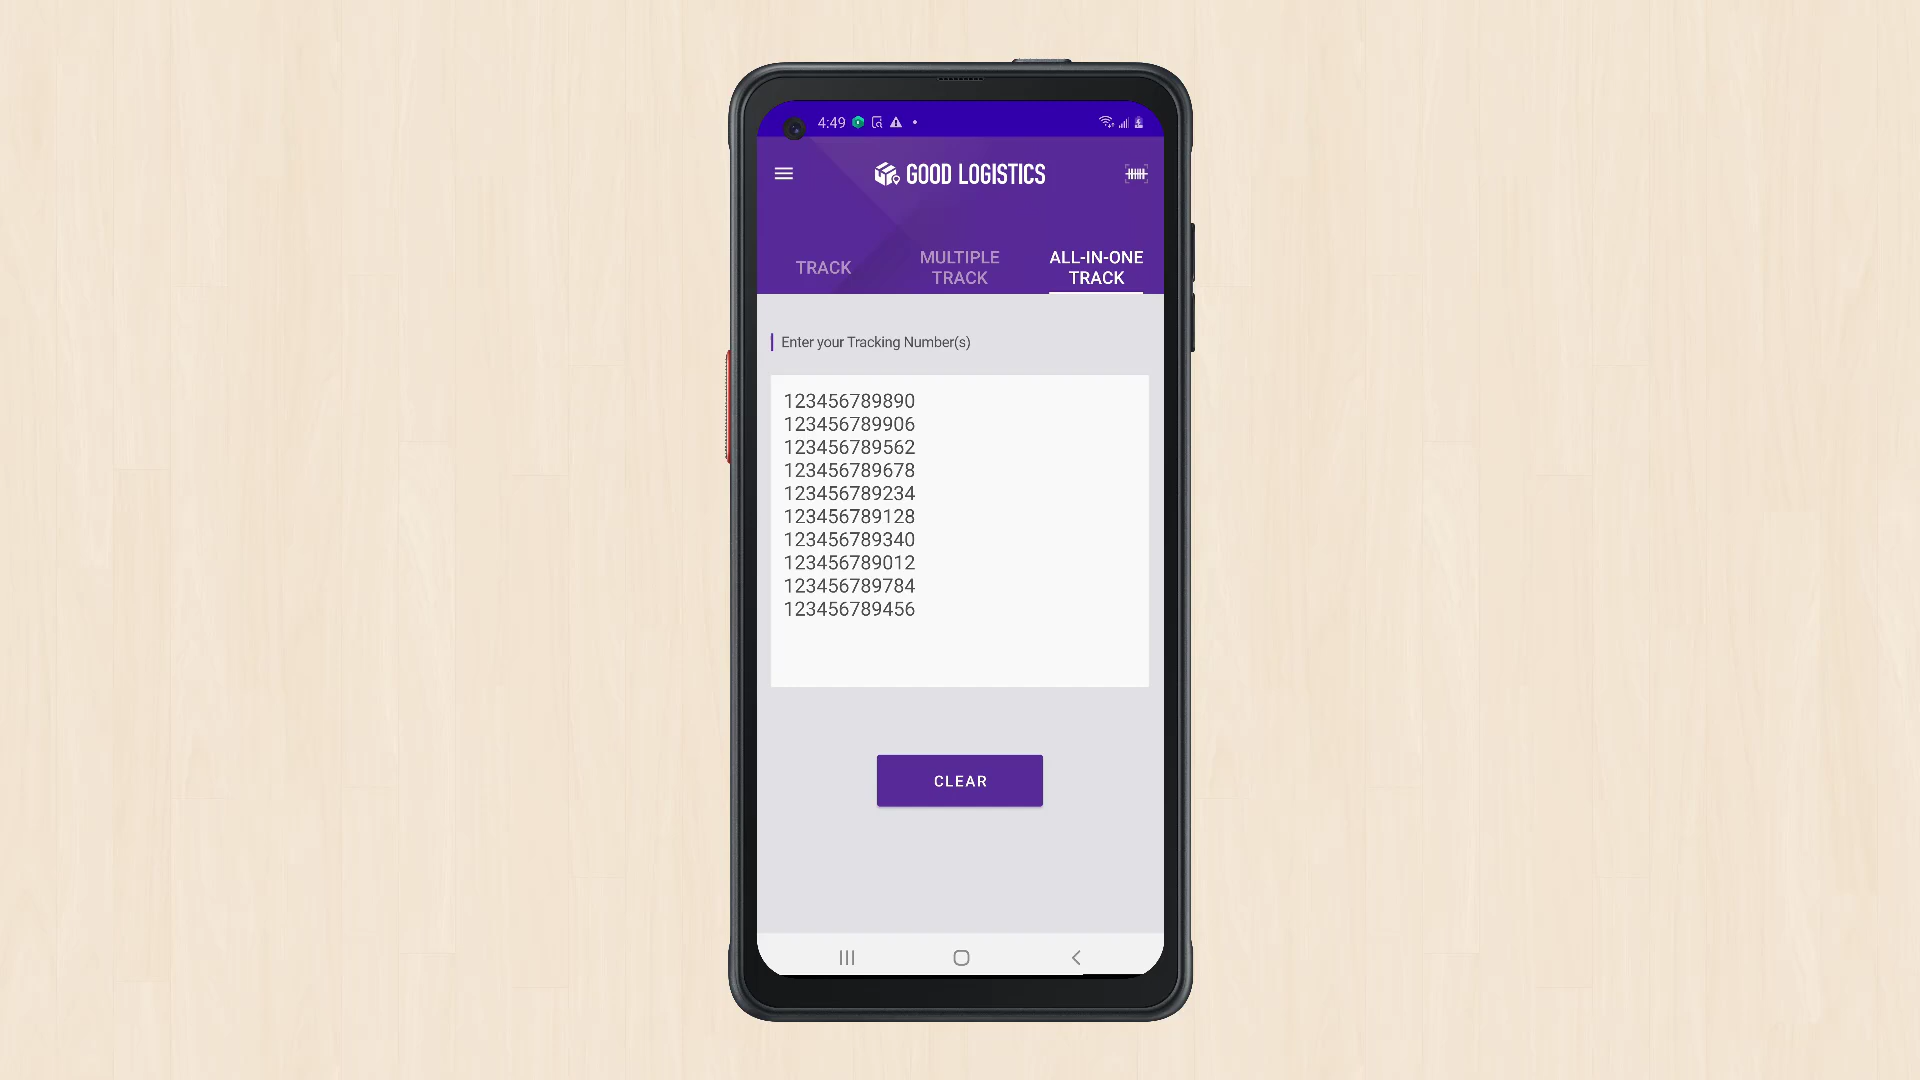 4:49
GOOD LOGISTICS
TRACK
MULTIPLE
TRACK
ALL-IN-ONE
TRACK
Enter your Tracking Number(s)
123456789890
123456789906
123456789562
123456789678
123456789234
123456789128
123456789340
123456789012
123456789784
123456789456
CLEAR